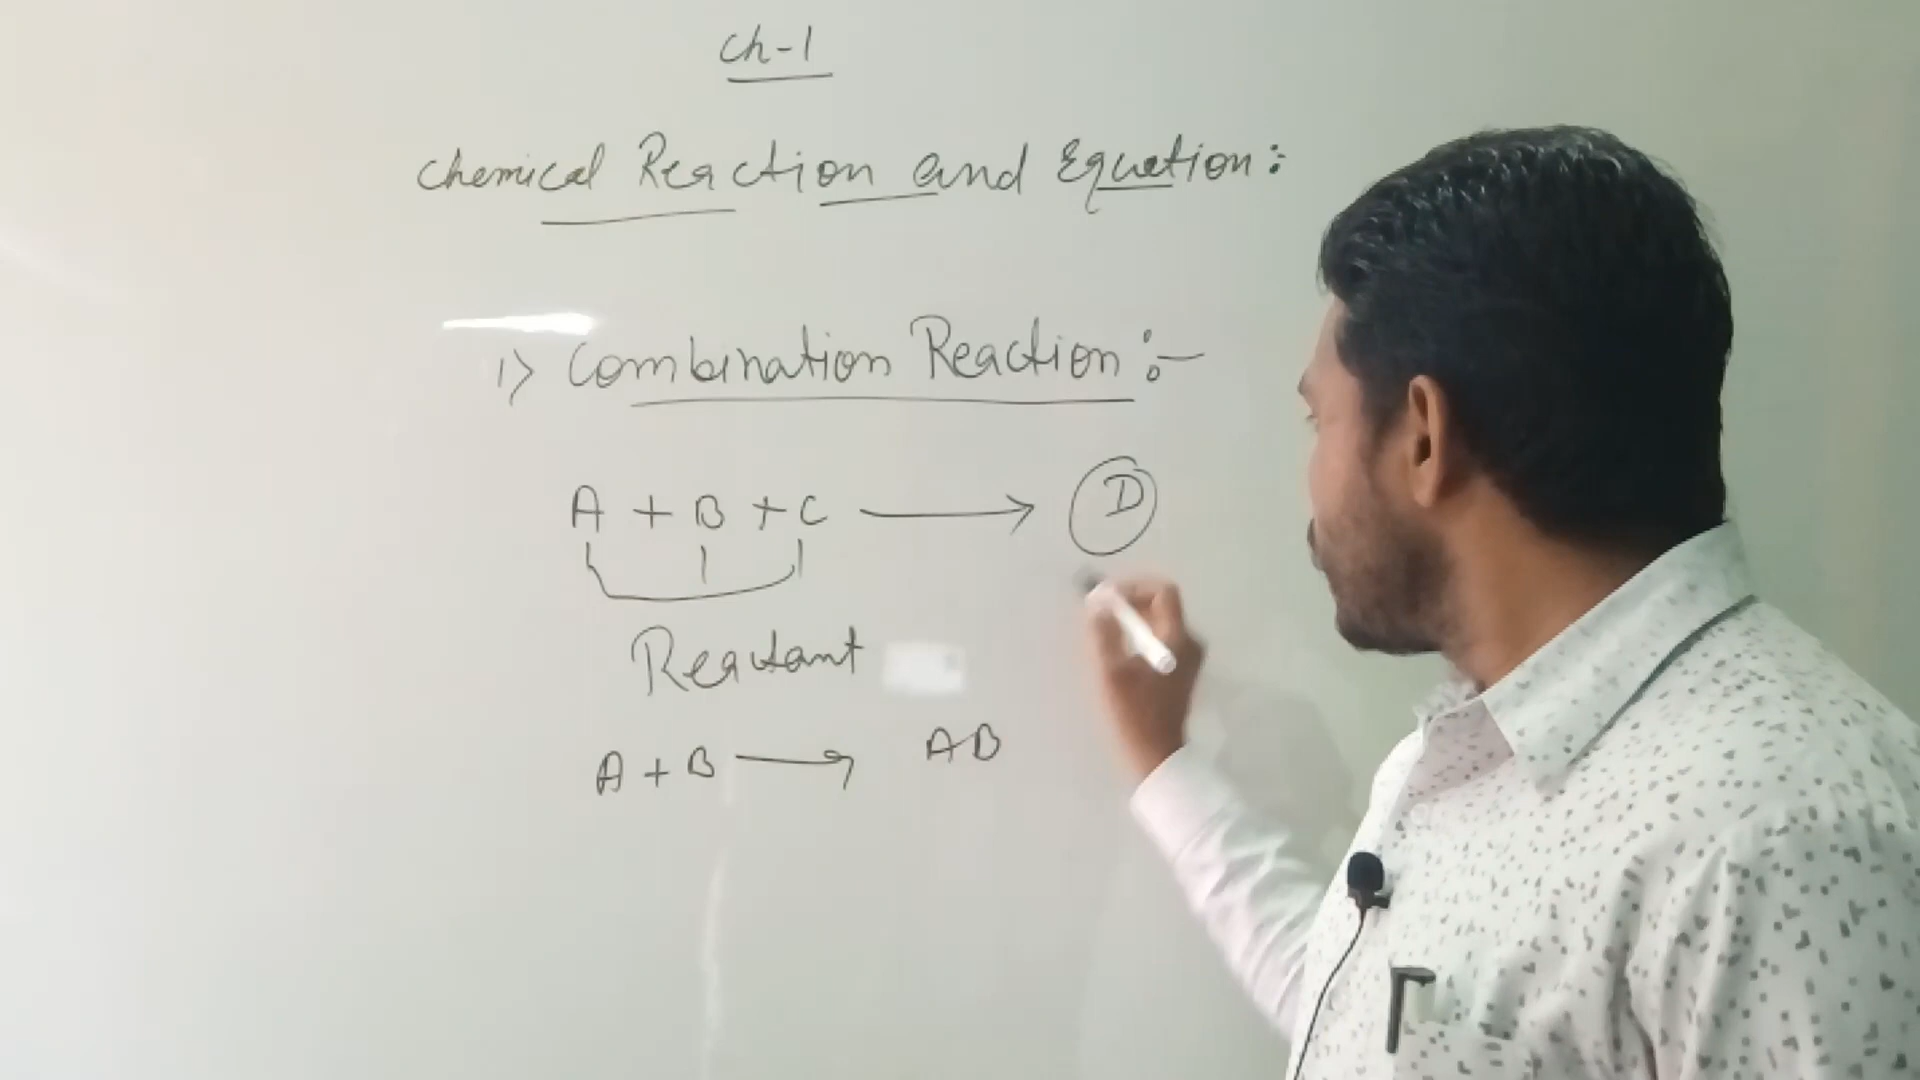 Ch-1
Chemical Reaction and Equation:
1> Combination Reaction :-
A + B + C → D
Reactant
A + B → AB